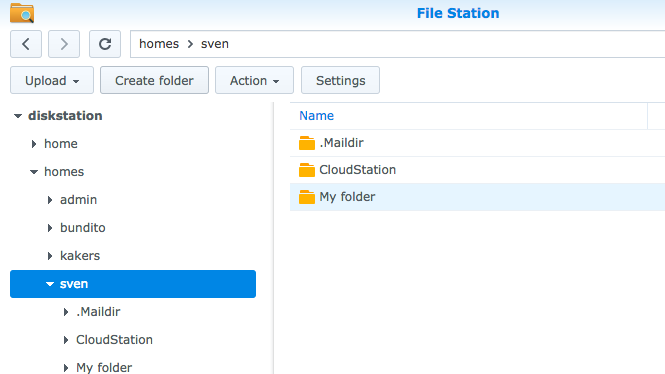 File Station
homes > sven
Upload Create folder Action Settings
diskstation
home
homes
admin
bundito
kakers
sven
.Maildir
CloudStation
My folder
Name
.Maildir
CloudStation
My folder